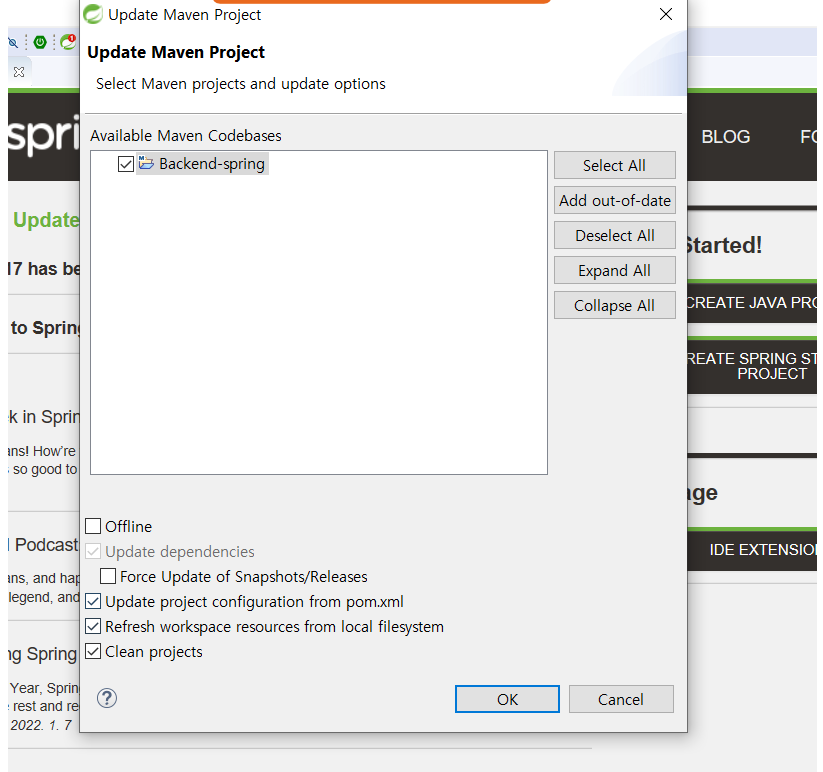 Update Maven Project
Update Maven Project
Select Maven projects and update options
Available Maven Codebases
Backend-spring
Select All
Add out-of-date
Deselect All
Expand All
Collapse All
Offline
Update dependencies
Force Update of Snapshots/Releases
Update project configuration from pom.xml
Refresh workspace resources from local filesystem
Clean projects
?
OK
Cancel
spri
Update
17 has be
to Spring
k in Sprin
ans! How're
so good to
Podcast
ans, and hap
legend, and
ng Spring
Year, Sprin
rest and re
2022. 1. 7
BLOG
FO
Started!
CREATE JAVA PRO
REATE SPRING ST
PROJECT
age
IDE EXTENSION